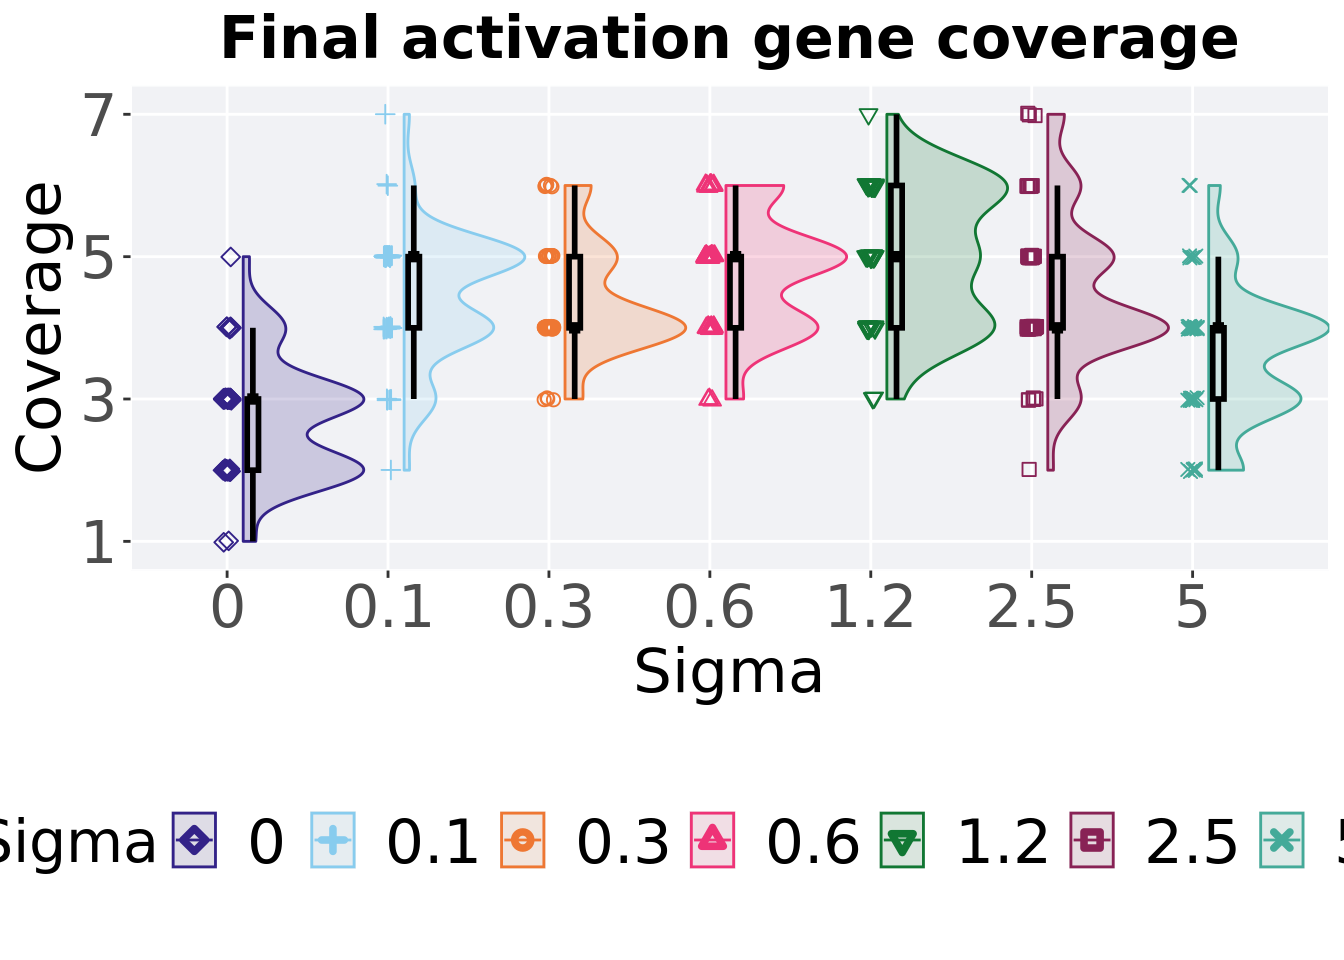 Final activation gene coverage
Coverage
7
5
3
1
0 0.1 0.3 0.6 1.2 2.5 5
Sigma
Sigma 0 0.1 0.3 0.6 1.2 2.5 5